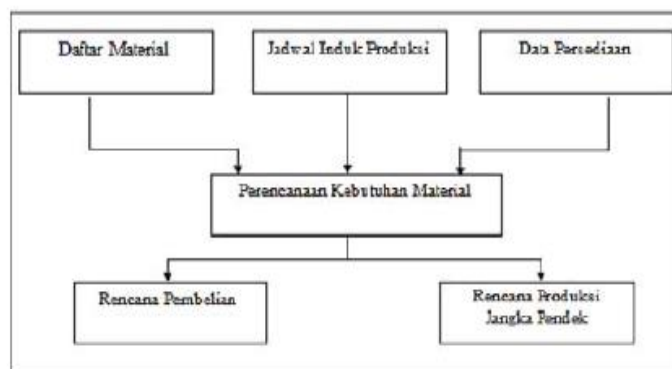 Daftar Material
Jadwal Induk Produksi
Data Persediaan
Perencanaan Kebutuhan Material
Rencana Pembelian
Rencana Produksi
Jangka Pendek